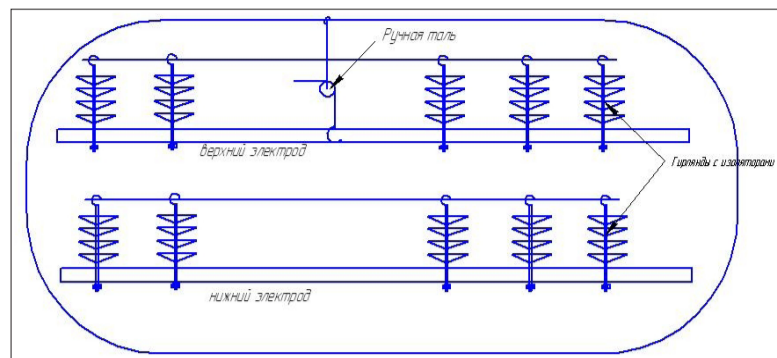 Ручная таль
верхний электрод
Гирлянды с изоляторами
нижний электрод